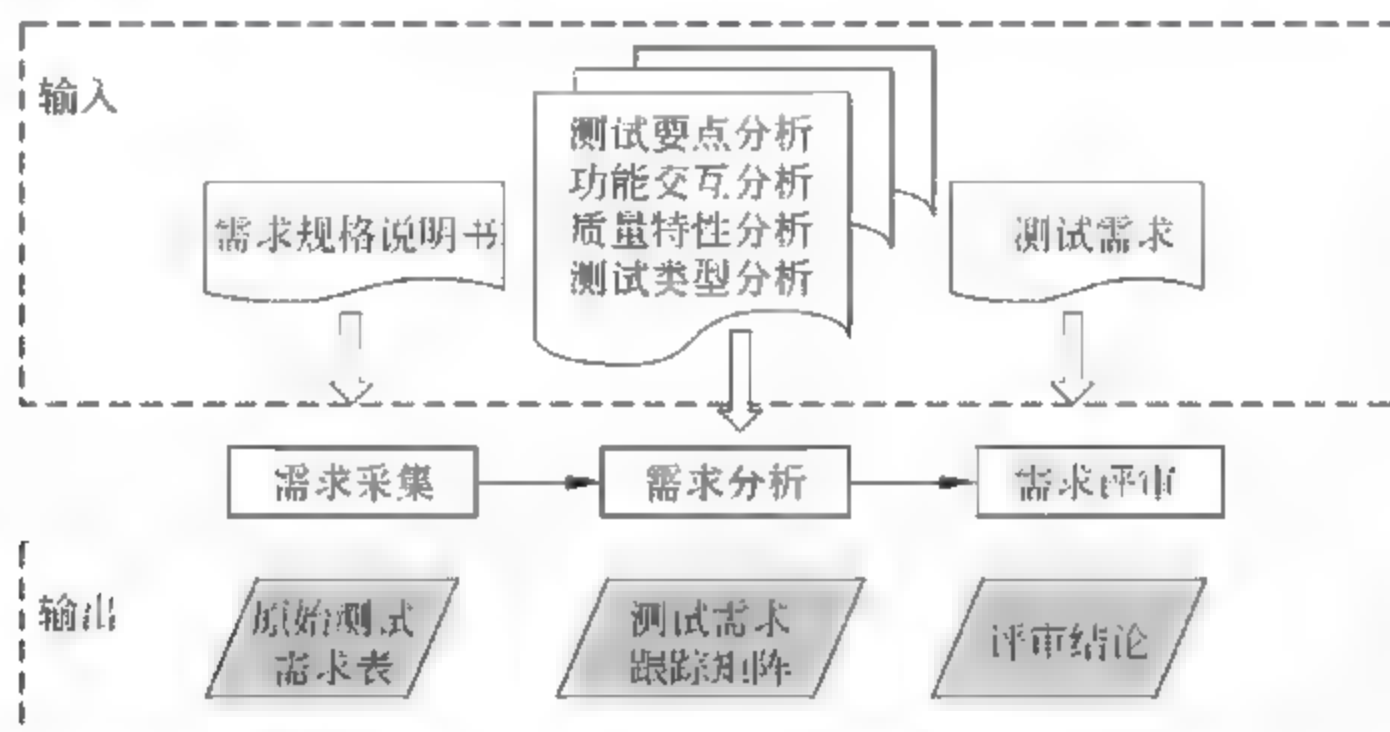 输入
需求规格说明书
测试要点分析
功能交互分析
质量特性分析
测试类型分析
测试需求
需求采集
需求分析
需求评审
输出
原始测式
需求表
测试需求
跟踪矩阵
评审结论